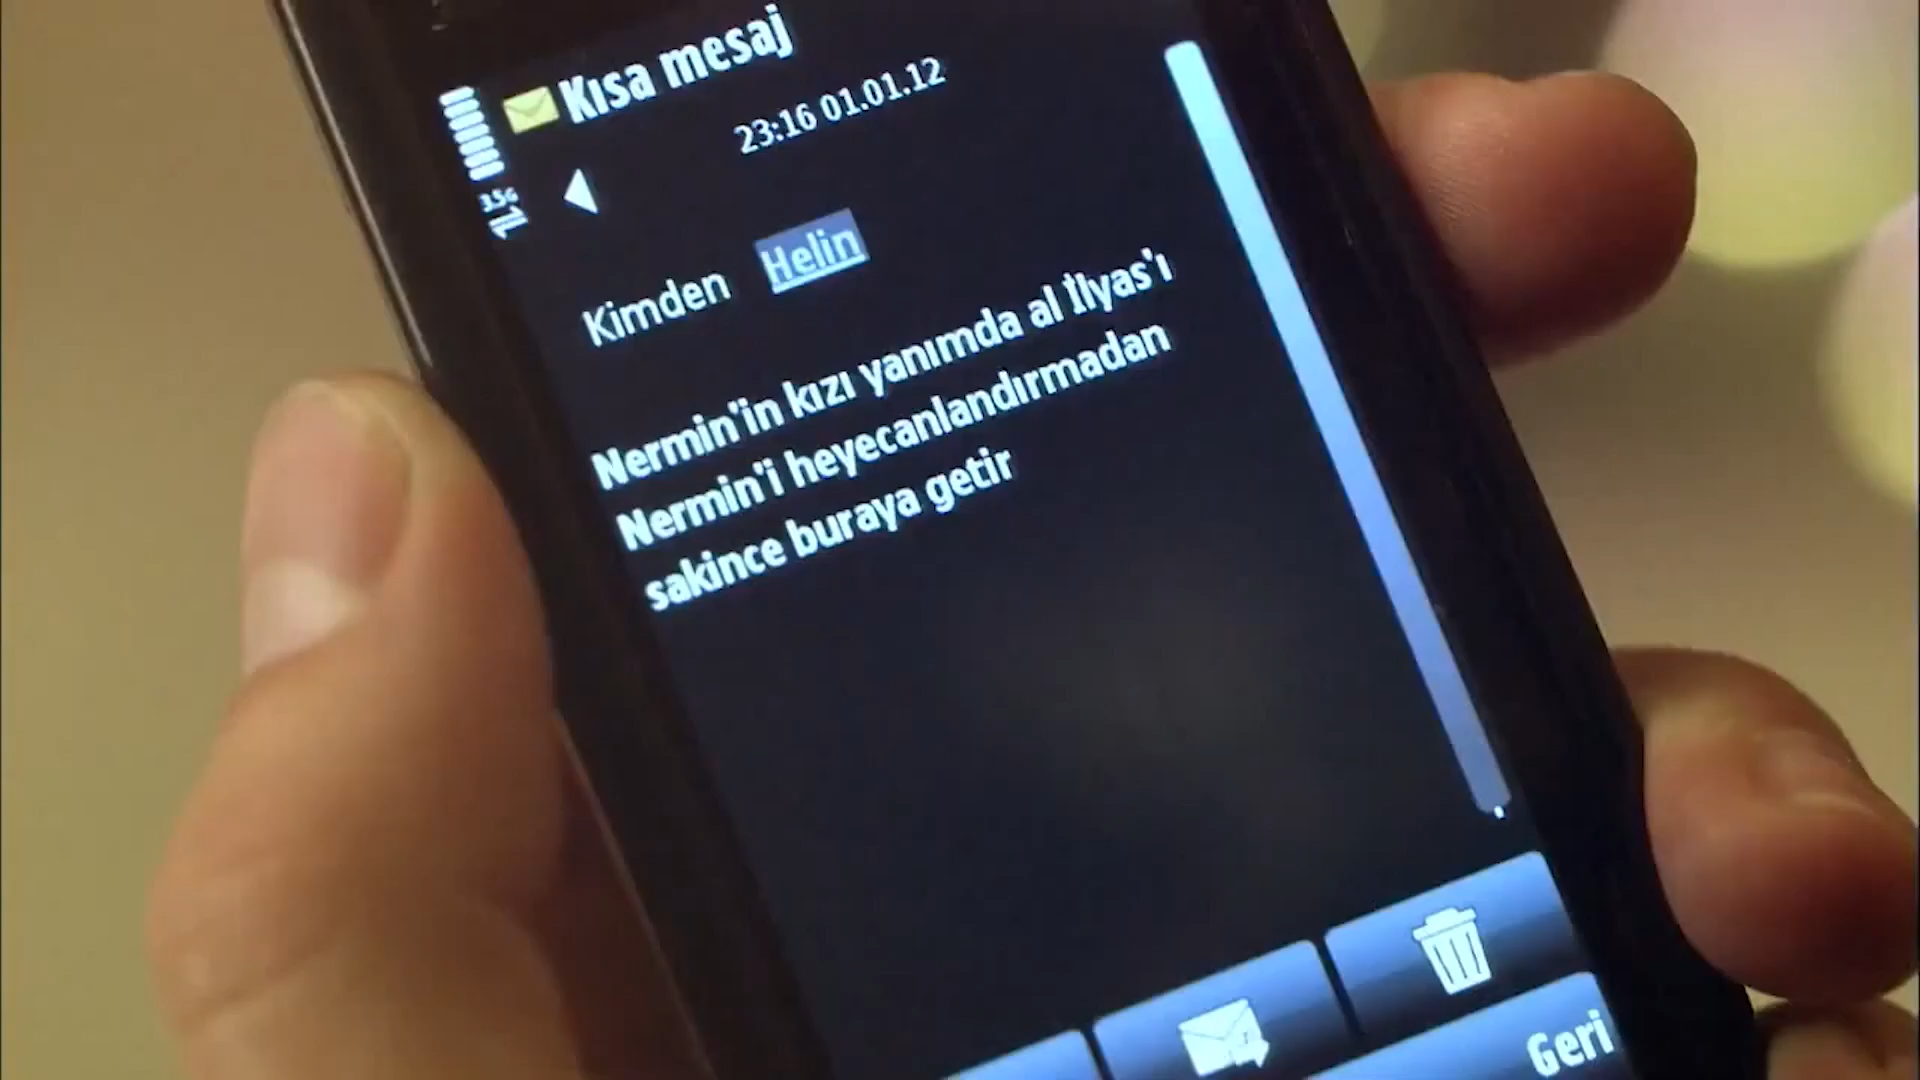 Kısa mesaj
23:16 01.01.12
3.5G
Kimden Helin
Nermin'in kızı yanımda al İlyas'ı
Nermin'i heyecanlandırmadan
sakince buraya getir
Geri